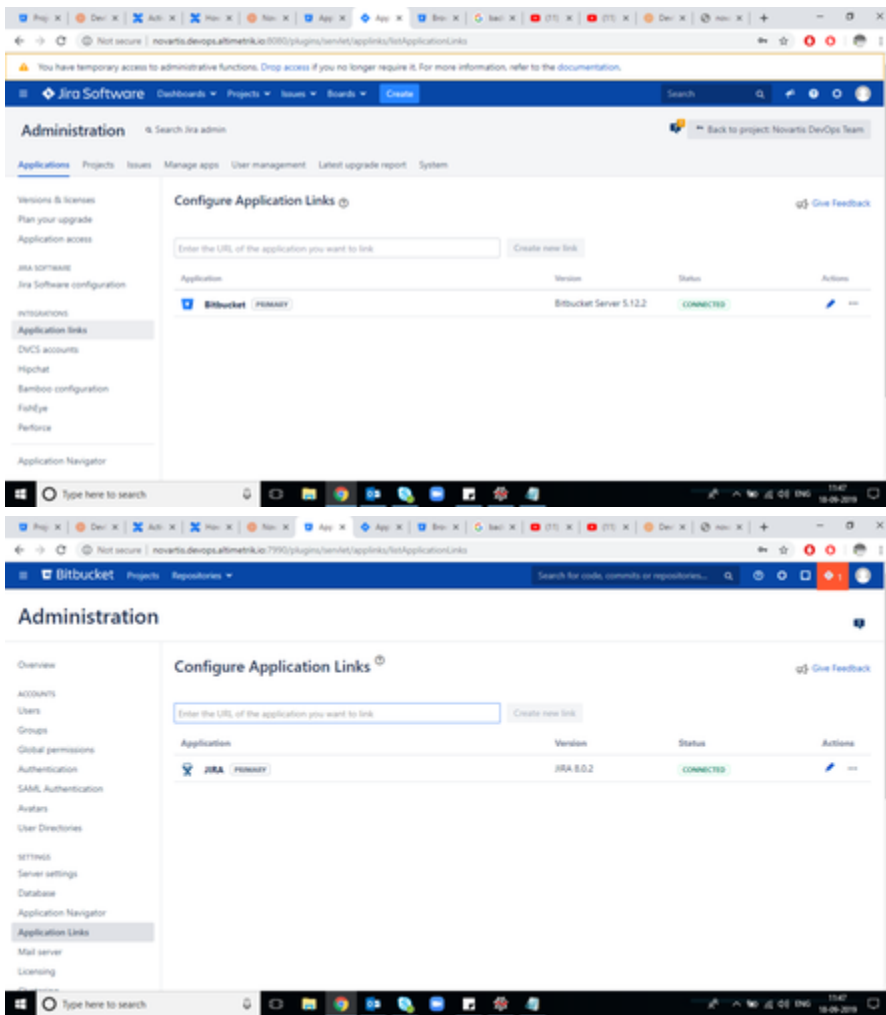 Not secure | novartis.devops.altimetrik.io:8080/plugins/servlet/applinks/listApplicationLinks
You have temporary access to administrative functions. Drop access if you no longer require it. For more information, refer to the documentation.
Jira Software Dashboards Projects Issues Boards Create Search
Administration Search Jira admin Back to project: Novartis DevOps Team
Applications Projects Issues Manage apps User management Latest upgrade report System
Versions & licenses
Plan your upgrade
Application access
JIRA SOFTWARE
Jira Software configuration
INTEGRATIONS
Application links
DVCS accounts
Hipchat
Bamboo configuration
FishEye
Perforce
Application Navigator
Configure Application Links
Give Feedback
Enter the URL of the application you want to link Create new link
Application Version Status Actions
Bitbucket PRIMARY Bitbucket Server 5.12.2 CONNECTED
Type here to search ENG 11:47
18-09-2019
Not secure | novartis.devops.altimetrik.io:7990/plugins/servlet/applinks/listApplicationLinks
Bitbucket Projects Repositories Search for code, commits or repositories... 1
Administration
Overview
ACCOUNTS
Users
Groups
Global permissions
Authentication
SAML Authentication
Avatars
User Directories
SETTINGS
Server settings
Database
Application Navigator
Application Links
Mail server
Licensing
Configure Application Links
Give Feedback
Enter the URL of the application you want to link Create new link
Application Version Status Actions
JIRA PRIMARY JIRA 8.0.2 CONNECTED
Type here to search ENG 11:47
18-09-2019